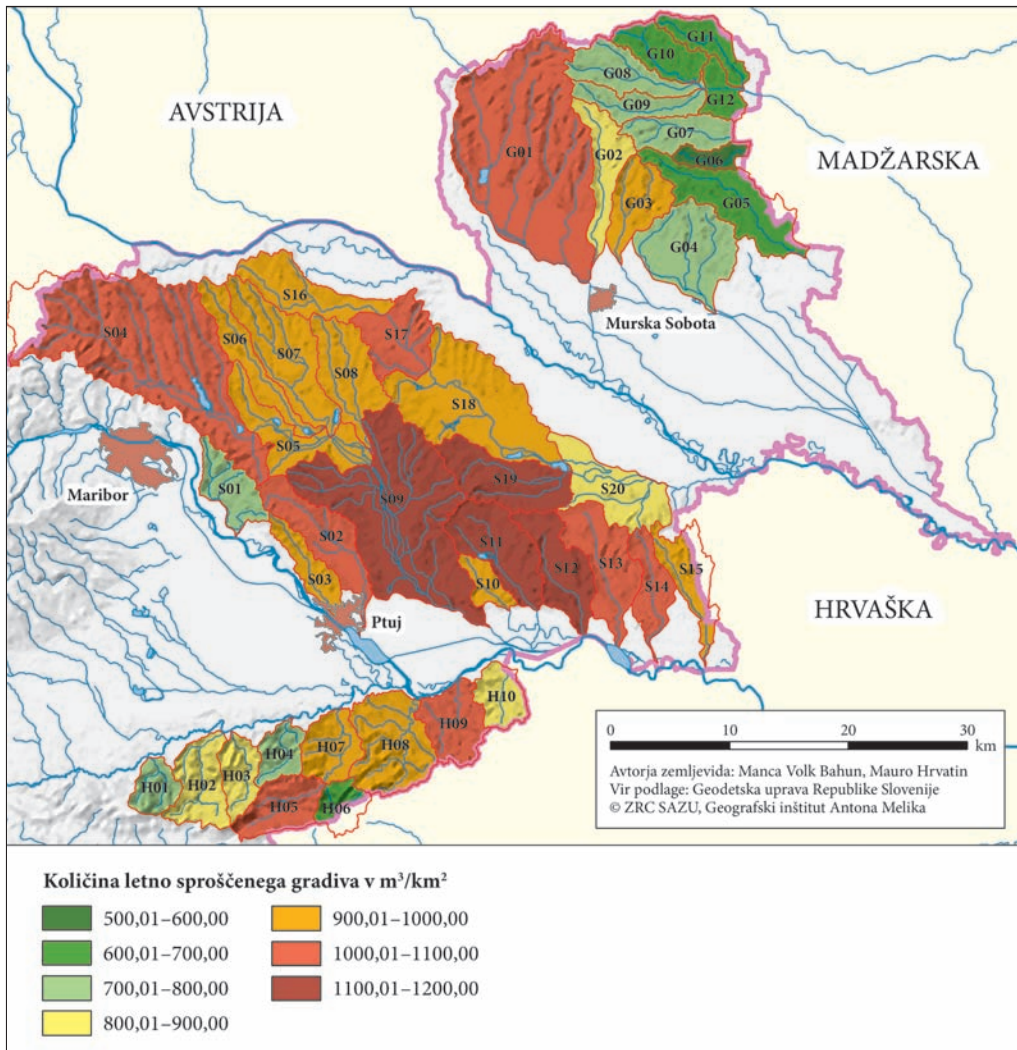 AVSTRIJA
MADŽARSKA
HRVAŠKA
G11
G10
G08
G12
G09
G07
G01
G02
G06
G03
G05
G04
Murska Sobota
S16
S04
S06
S07
S17
S08
S18
S05
Maribor
S01
S09
S19
S20
S02
S11
S13
S03
S10
S12
S14
S15
Ptuj
H10
H09
H07
H08
H04
H03
H02
H01
H05
H06
0 10 20 30
km
Avtorja zemljevida: Manca Volk Bahun, Mauro Hrvatin
Vir podlage: Geodetska uprava Republike Slovenije
© ZRC SAZU, Geografski inštitut Antona Melika
Količina letno sproščenega gradiva v m³/km²
500,01–600,00
600,01–700,00
700,01–800,00
800,01–900,00
900,01–1000,00
1000,01–1100,00
1100,01–1200,00